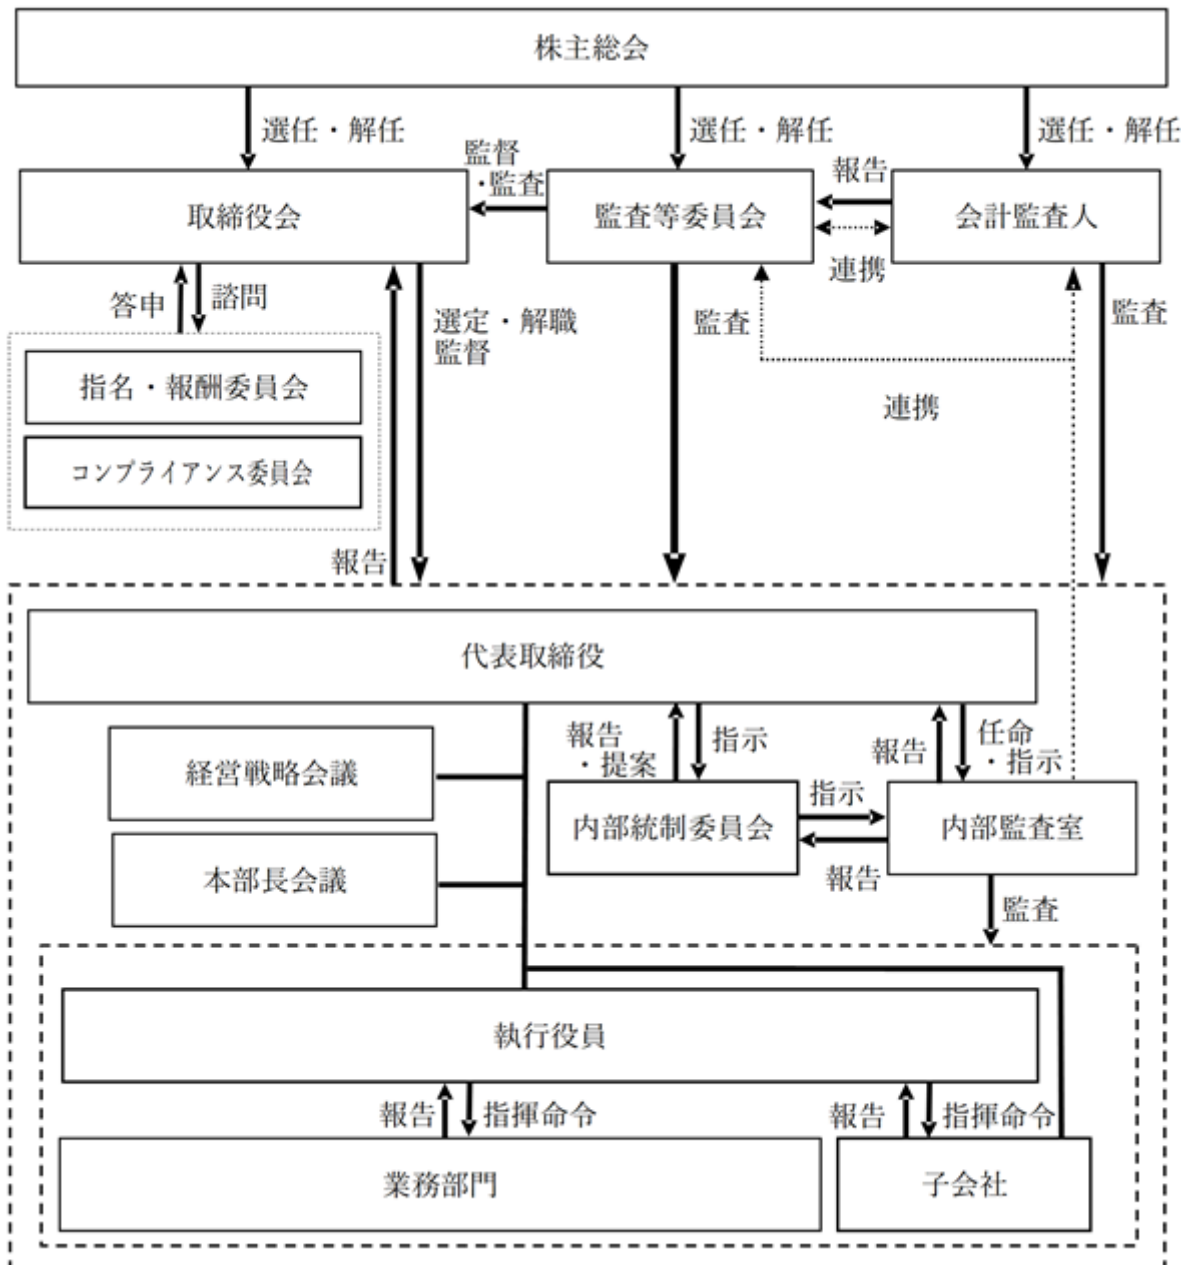 株主総会
選任・解任
選任・解任
選任・解任
監督
・監査
報告
取締役会
監査等委員会
会計監査人
連携
答申
諮問
選定・解職
監督
監査
監査
指名・報酬委員会
連携
コンプライアンス委員会
報告
代表取締役
報告
・提案
指示
報告
任命
・指示
経営戦略会議
指示
内部統制委員会
内部監査室
報告
本部長会議
監査
執行役員
報告
指揮命令
報告
指揮命令
業務部門
子会社